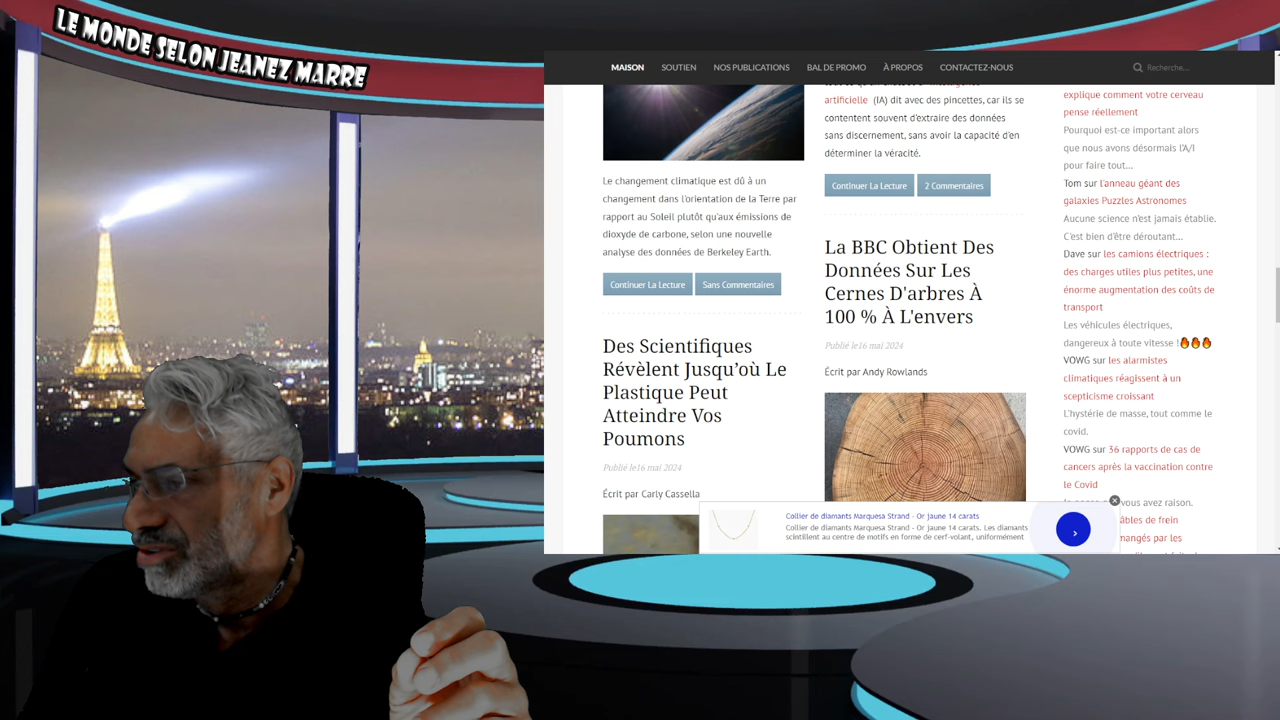 LE MONDE SELON JEANEZ MARRE
MAISON SOUTIEN NOS PUBLICATIONS BAL DE PROMO À PROPOS CONTACTEZ-NOUS Recherche...
Le changement climatique est dû à un
changement dans l'orientation de la Terre par
rapport au Soleil plutôt qu'aux émissions de
dioxyde de carbone, selon une nouvelle
analyse des données de Berkeley Earth.
Continuer La Lecture Sans Commentaires
Des Scientifiques
Révèlent Jusqu'où Le
Plastique Peut
Atteindre Vos
Poumons
Publié le16 mai 2024
Écrit par Carly Cassella
artificielle (IA) dit avec des pincettes, car ils se
contentent souvent d'extraire des données
sans discernement, sans avoir la capacité d'en
déterminer la véracité.
Continuer La Lecture 2 Commentaires
La BBC Obtient Des
Données Sur Les
Cernes D'arbres À
100 % À L'envers
Publié le16 mai 2024
Écrit par Andy Rowlands
explique comment votre cerveau
pense réellement
Pourquoi est-ce important alors
que nous avons désormais l'A/I
pour faire tout...
Tom sur l'anneau géant des
galaxies Puzzles Astronomes
Aucune science n'est jamais établie.
C'est bien d'être déroutant...
Dave sur les camions électriques :
des charges utiles plus petites, une
énorme augmentation des coûts de
transport
Les véhicules électriques,
dangereux à toute vitesse !🔥🔥🔥
VOWG sur les alarmistes
climatiques réagissent à un
scepticisme croissant
L'hystérie de masse, tout comme le
covid.
VOWG sur 36 rapports de cas de
cancers après la vaccination contre
le Covid
vous avez raison.
de frein
mangés par les
Collier de diamants Marquesa Strand - Or jaune 14 carats
Collier de diamants Marquesa Strand - Or jaune 14 carats. Les diamants
scintillent au centre de motifs en forme de cerf-volant, uniformément